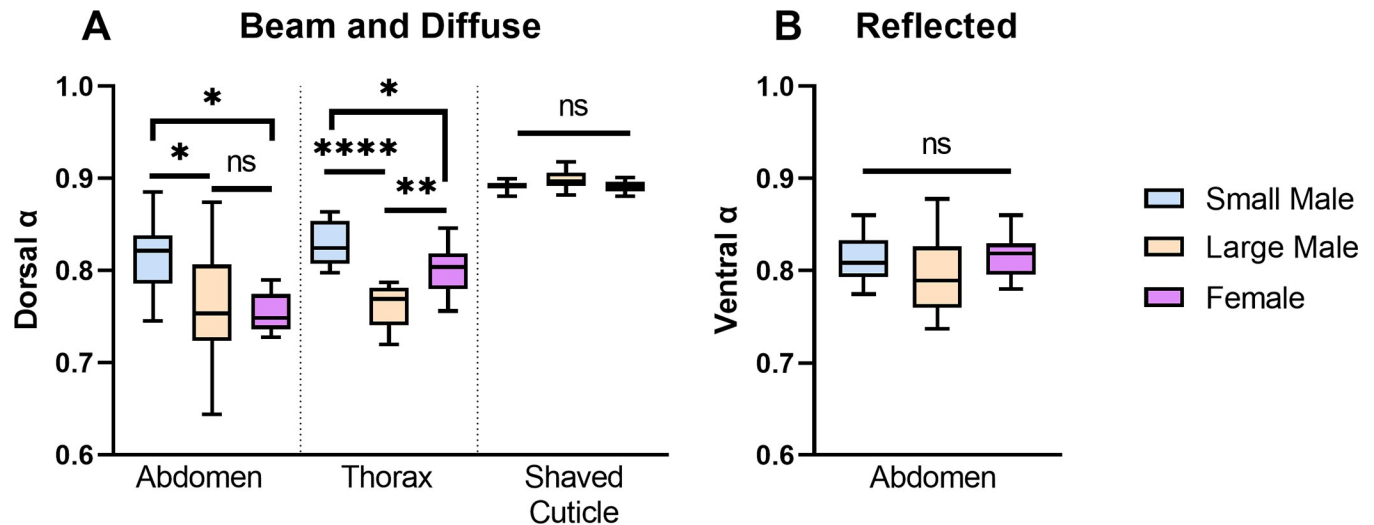 A Beam and Diffuse
Dorsal α
1.0
0.9
0.8
0.7
0.6
*
*
ns
*
****
**
ns
Abdomen
Thorax
Shaved
Cuticle
B Reflected
Ventral α
1.0
0.9
0.8
0.7
0.6
ns
Abdomen
Small Male
Large Male
Female